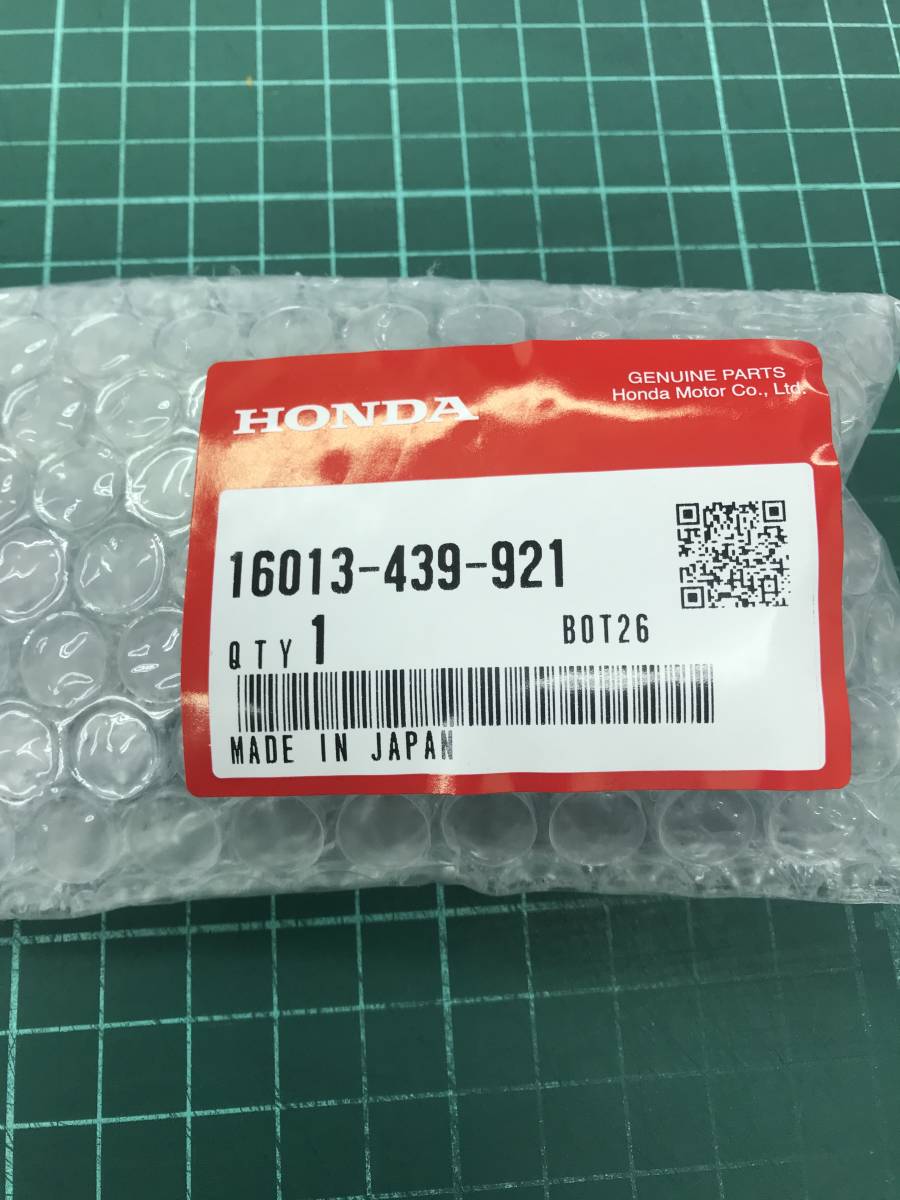 GENUINE PARTS
Honda Motor Co., Ltd.
HONDA
16013-439-921
QTY 1 B0T26
MADE IN JAPAN